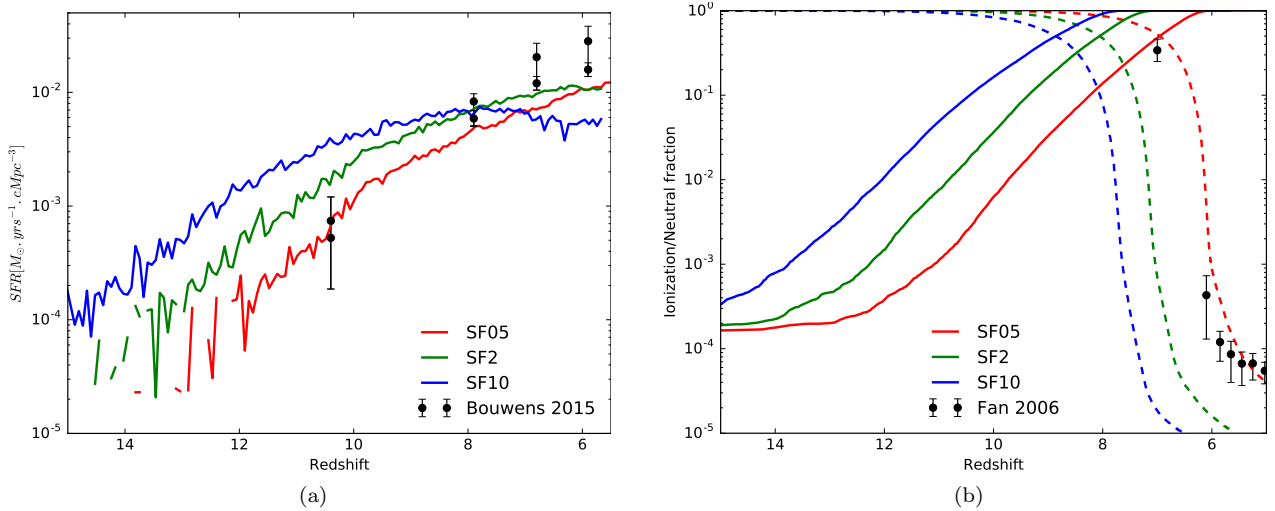 10^-2
10^-3
10^-4
10^-5
SFR[M_⊙.yrs^-1.cMpc^-3]
SF05
SF2
SF10
Bouwens 2015
14 12 10 8 6
Redshift
(a)
10^0
10^-1
10^-2
10^-3
10^-4
10^-5
Ionization/Neutral fraction
SF05
SF2
SF10
Fan 2006
14 12 10 8 6
Redshift
(b)